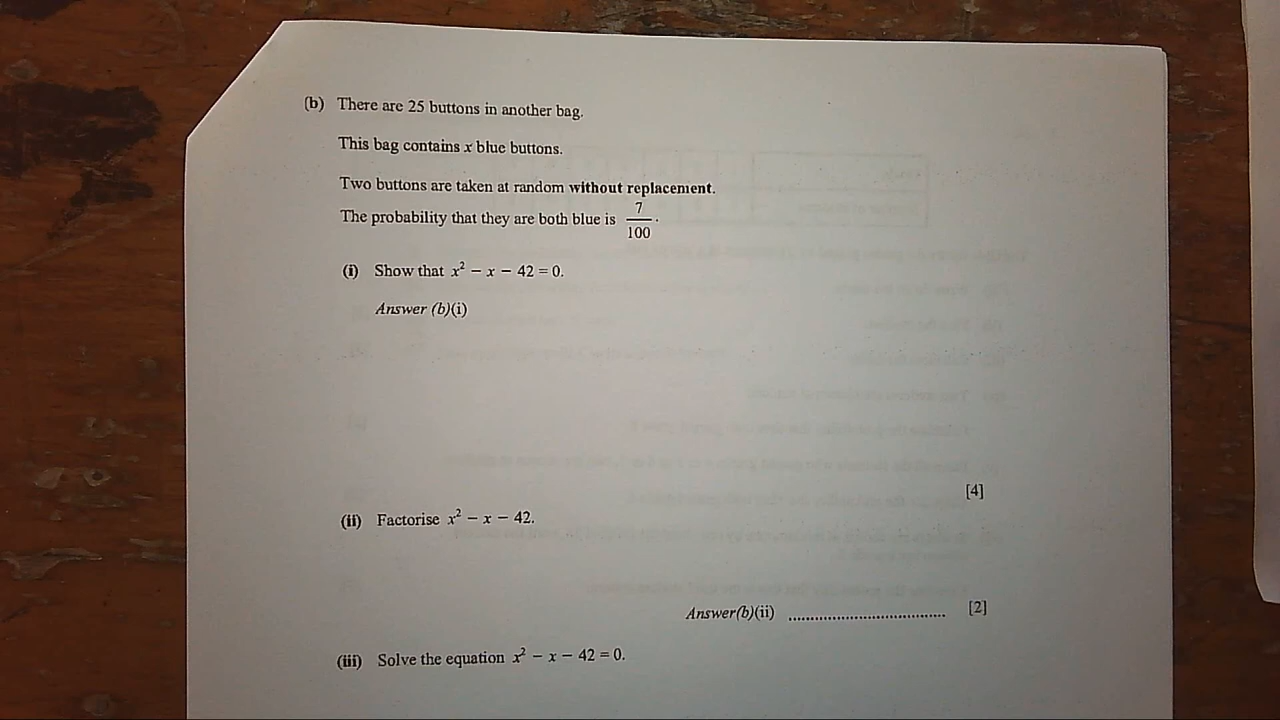 (b) There are 25 buttons in another bag.
This bag contains x blue buttons.
Two buttons are taken at random without replacement.
The probability that they are both blue is 7/100.
(i) Show that x² − x − 42 = 0.
Answer (b)(i)
[4]
(ii) Factorise x² − x − 42.
Answer(b)(ii) .................................... [2]
(iii) Solve the equation x² − x − 42 = 0.